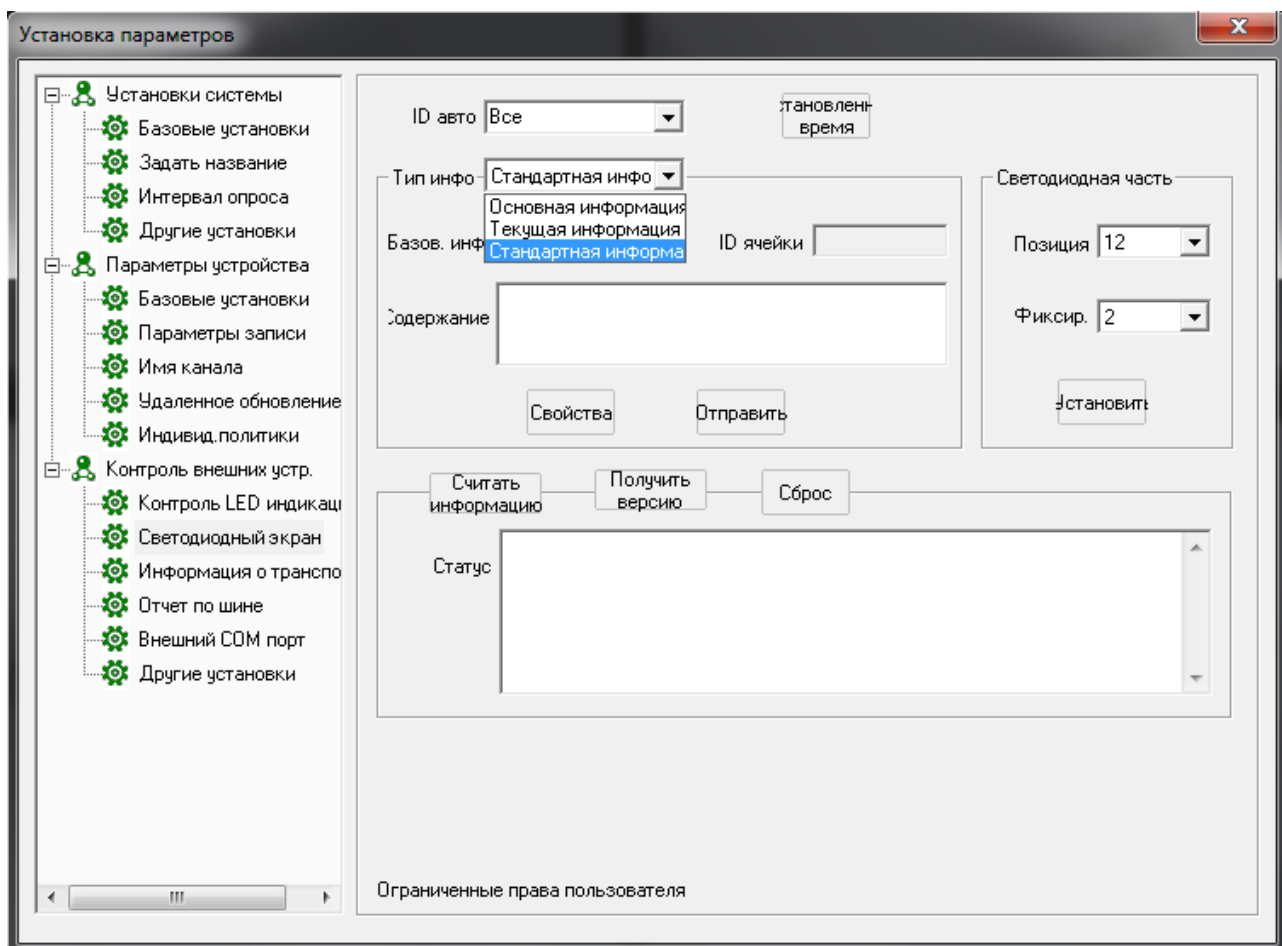 Установка параметров
Установки системы
Базовые установки
Задать название
Интервал опроса
Другие установки
Параметры устройства
Базовые установки
Параметры записи
Имя канала
Удаленное обновление
Индивид.политики
Контроль внешних устр.
Контроль LED индикаци
Светодиодный экран
Информация о транспо
Отчет по шине
Внешний COM порт
Другие установки
ID авто Все
тановленн
время
Тип инфо Стандартная инфо
Основная информация
Текущая информация
Стандартная информа
Базов. инф
ID ячейки
Содержание
Свойства
Отправить
Светодиодная часть
Позиция 12
Фиксир. 2
Установить
Считать
информацию
Получить
версию
Сброс
Статус
Ограниченные права пользователя